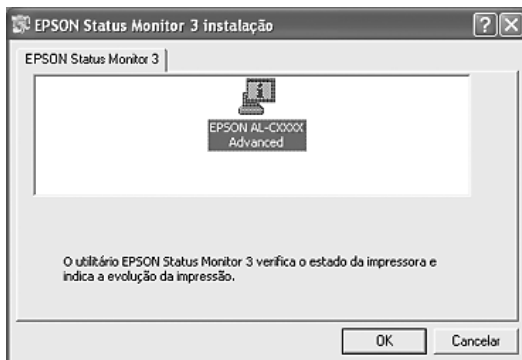 EPSON Status Monitor 3 instalação
EPSON Status Monitor 3
EPSON AL-CXXXX
Advanced
O utilitário EPSON Status Monitor 3 verifica o estado da impressora e
indica a evolução da impressão.
OK
Cancelar